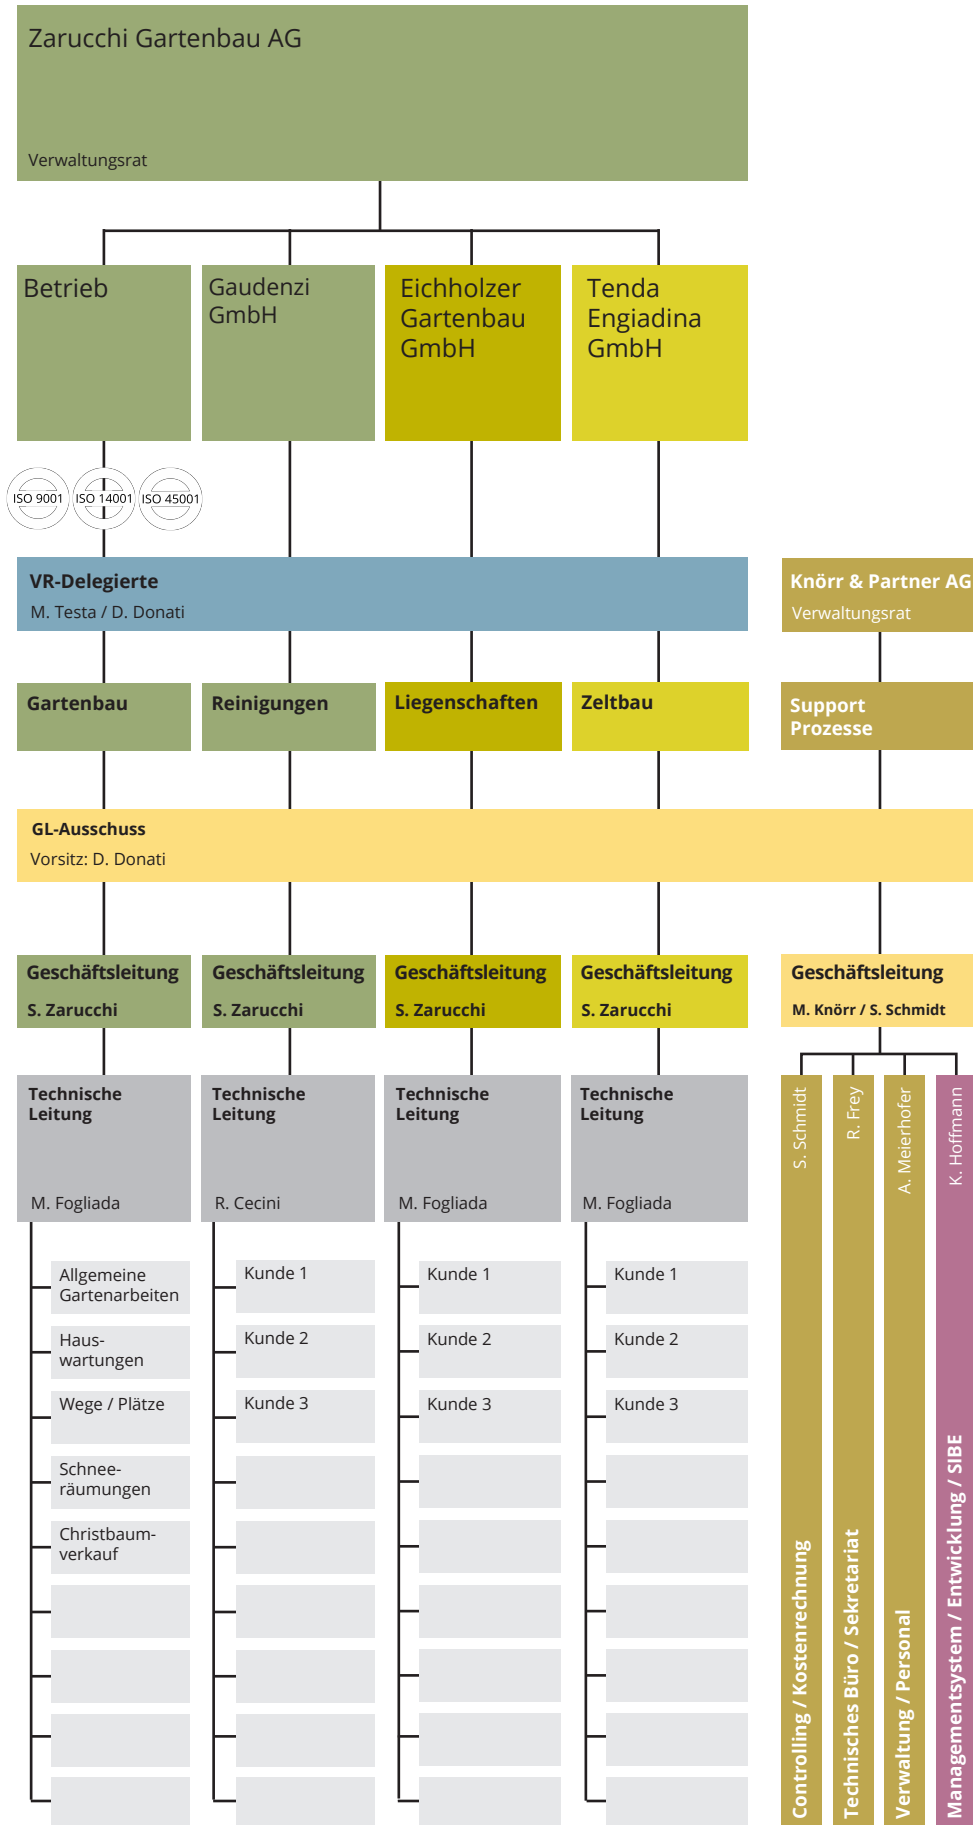 Zarucchi Gartenbau AG
Verwaltungsrat
Betrieb
Gaudenzi
GmbH
Eichholzer
Gartenbau
GmbH
Tenda
Engiadina
GmbH
ISO 9001
ISO 14001
ISO 45001
VR-Delegierte
M. Testa / D. Donati
Knörr & Partner AG
Verwaltungsrat
Gartenbau
Reinigungen
Liegenschaften
Zeltbau
Support
Prozesse
GL-Ausschuss
Vorsitz: D. Donati
Geschäftsleitung
S. Zarucchi
Geschäftsleitung
S. Zarucchi
Geschäftsleitung
S. Zarucchi
Geschäftsleitung
S. Zarucchi
Geschäftsleitung
M. Knörr / S. Schmidt
Technische
Leitung
M. Fogliada
Technische
Leitung
R. Cecini
Technische
Leitung
M. Fogliada
Technische
Leitung
M. Fogliada
Allgemeine
Gartenarbeiten
Haus-
wartungen
Wege / Plätze
Schnee-
räumungen
Christbaum-
verkauf
Kunde 1
Kunde 2
Kunde 3
Kunde 1
Kunde 2
Kunde 3
Kunde 1
Kunde 2
Kunde 3
Controlling / Kostenrechnung
S. Schmidt
Technisches Büro / Sekretariat
R. Frey
Verwaltung / Personal
A. Meierhofer
Managementsystem / Entwicklung / SIBE
K. Hoffmann